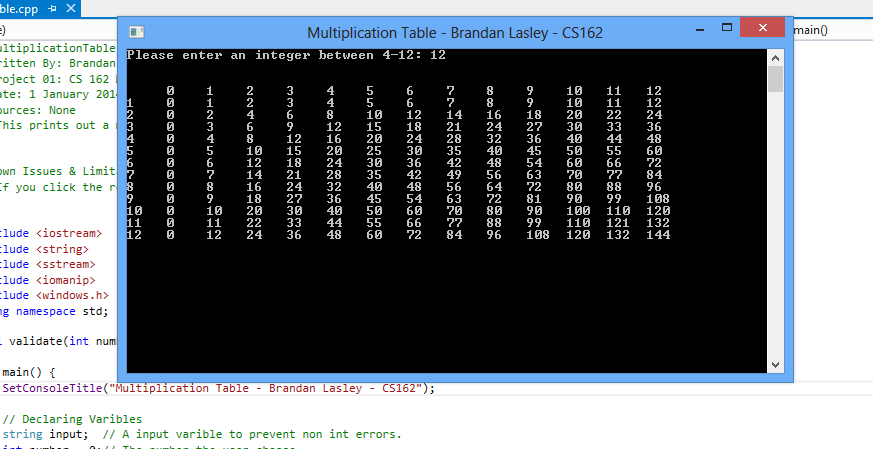 ble.cpp
main()
ultiplicationTable
ritten By: Brandan
roject 01: CS 162
ate: 1 January 2014
ources: None
This prints out a
own Issues & Limita
If you click the re
clude <iostream>
clude <string>
clude <sstream>
clude <iomanip>
clude <windows.h>
ng namespace std;
l validate(int num
main() {
SetConsoleTitle("Multiplication Table - Brandan Lasley - CS162");
// Declaring Varibles
string input; // A input varible to prevent non int errors.
int number = 0;// The number the user choose
Multiplication Table - Brandan Lasley - CS162
Please enter an integer between 4-12: 12
0 1 2 3 4 5 6 7 8 9 10 11 12
1 0 1 2 3 4 5 6 7 8 9 10 11 12
2 0 2 4 6 8 10 12 14 16 18 20 22 24
3 0 3 6 9 12 15 18 21 24 27 30 33 36
4 0 4 8 12 16 20 24 28 32 36 40 44 48
5 0 5 10 15 20 25 30 35 40 45 50 55 60
6 0 6 12 18 24 30 36 42 48 54 60 66 72
7 0 7 14 21 28 35 42 49 56 63 70 77 84
8 0 8 16 24 32 40 48 56 64 72 80 88 96
9 0 9 18 27 36 45 54 63 72 81 90 99 108
10 0 10 20 30 40 50 60 70 80 90 100 110 120
11 0 11 22 33 44 55 66 77 88 99 110 121 132
12 0 12 24 36 48 60 72 84 96 108 120 132 144